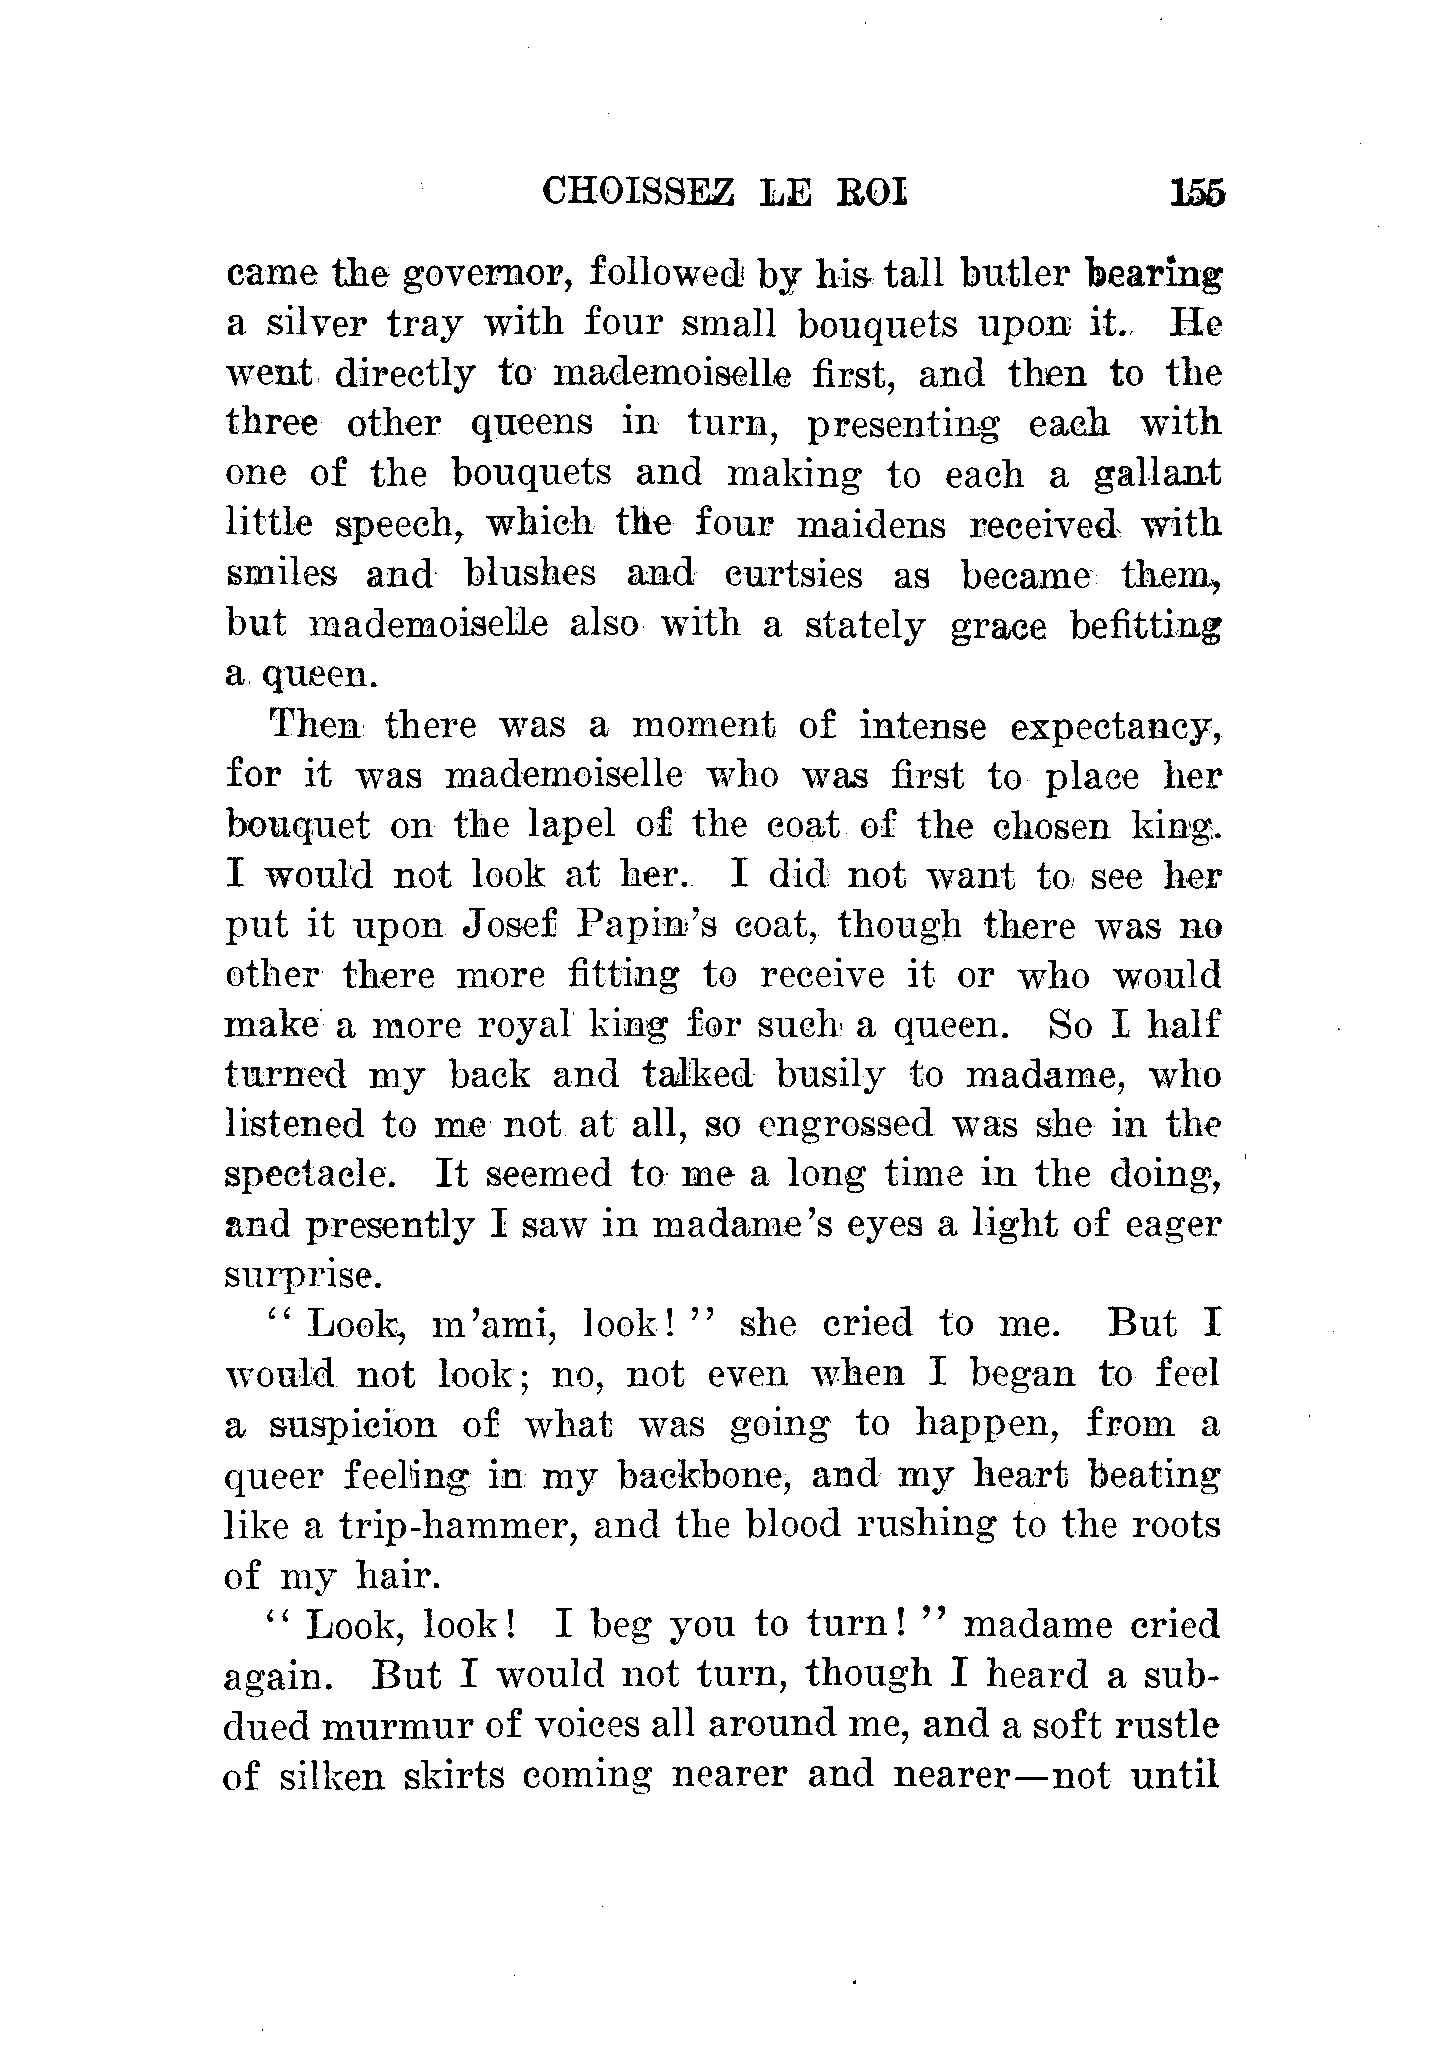 CHOISSEZ LE ROI 155
came the governor, followed by his tall butler bearing
a silver tray with four small bouquets upon it. He
went directly to mademoiselle first, and then to the
three other queens in turn, presenting each with
one of the bouquets and making to each a gallant
little speech, which the four maidens received with
smiles and blushes and curtsies as became them,
but mademoiselle also with a stately grace befitting
a queen.
Then there was a moment of intense expectancy,
for it was mademoiselle who was first to place her
bouquet on the lapel of the coat of the chosen king.
I would not look at her. I did not want to see her
put it upon Josef Papin's coat, though there was no
other there more fitting to receive it or who would
make a more royal king for such a queen. So I half
turned my back and talked busily to madame, who
listened to me not at all, so engrossed was she in the
spectacle. It seemed to me a long time in the doing,
and presently I saw in madame's eyes a light of eager
surprise.
"Look, m'ami, look!" she cried to me. But I
would not look; no, not even when I began to feel
a suspicion of what was going to happen, from a
queer feeling in my backbone, and my heart beating
like a trip-hammer, and the blood rushing to the roots
of my hair.
"Look, look! I beg you to turn!" madame cried
again. But I would not turn, though I heard a sub-
dued murmur of voices all around me, and a soft rustle
of silken skirts coming nearer and nearer—not until